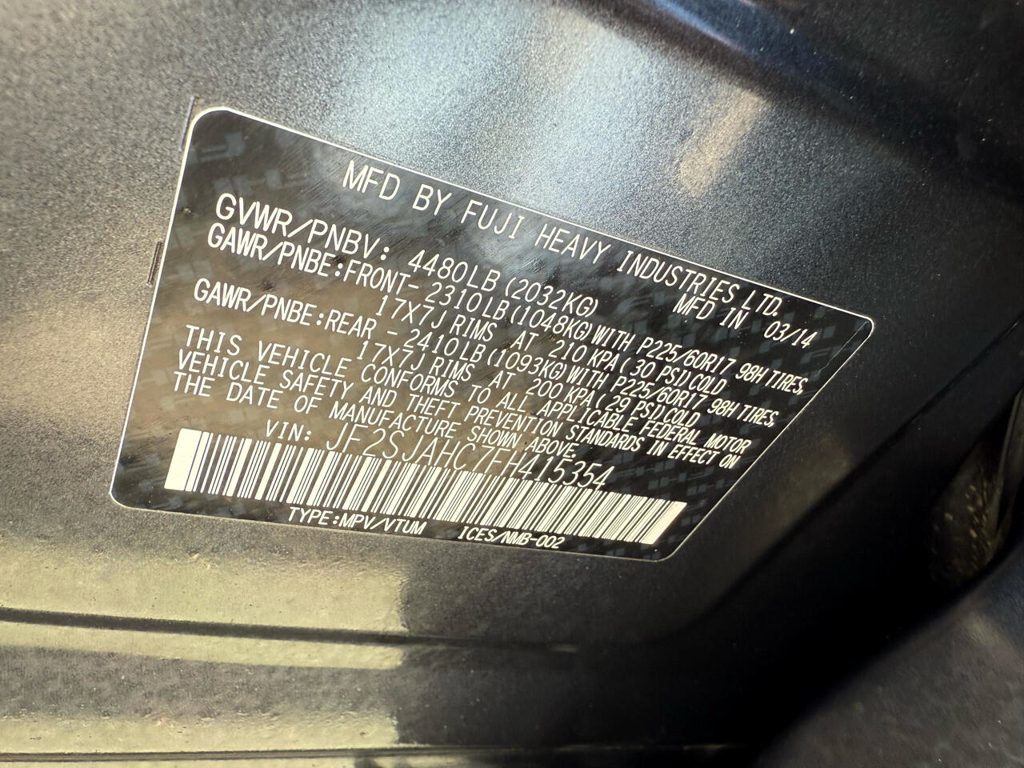 MFD BY FUJI HEAVY INDUSTRIES LTD.
GVWR/PNBV: 4480LB (2032KG) MFD IN 03/14
GAWR/PNBE:FRONT- 2310LB (1048KG) WITH P225/60R17 98H TIRES,
17X7J RIMS AT 210 KPA ( 30 PSI) COLD
GAWR/PNBE:REAR - 2410LB (1093KG) WITH P225/60R17 98H TIRES,
17X7J RIMS AT 200 KPA ( 29 PSI) COLD
THIS VEHICLE CONFORMS TO ALL APPLICABLE FEDERAL MOTOR
VEHICLE SAFETY AND THEFT PREVENTION STANDARDS IN EFFECT ON
THE DATE OF MANUFACTURE SHOWN ABOVE.
VIN: JF2SJAHC7FH415354
TYPE:MPV/VTUM ICES/NMB-002